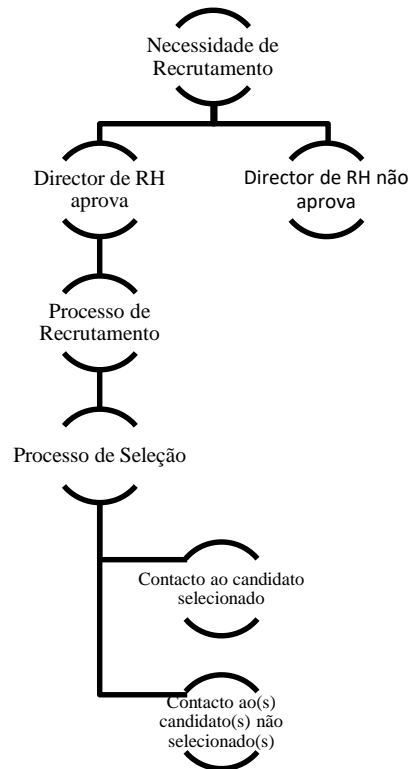 Necessidade de
Recrutamento
Director de RH
aprova
Director de RH não
aprova
Processo de
Recrutamento
Processo de Seleção
Contacto ao candidato
selecionado
Contacto ao(s)
candidato(s) não
selecionado(s)